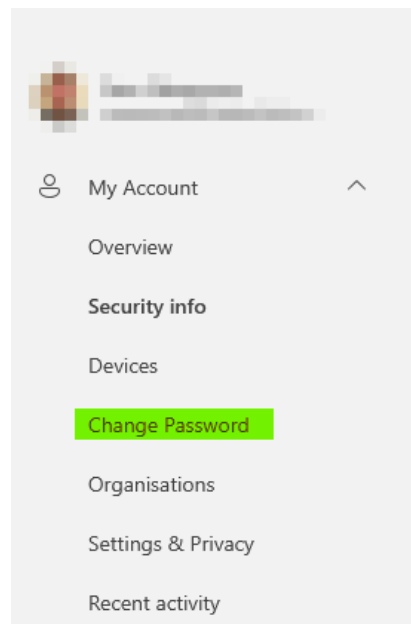 My Account
Overview
Security info
Devices
Change Password
Organisations
Settings & Privacy
Recent activity